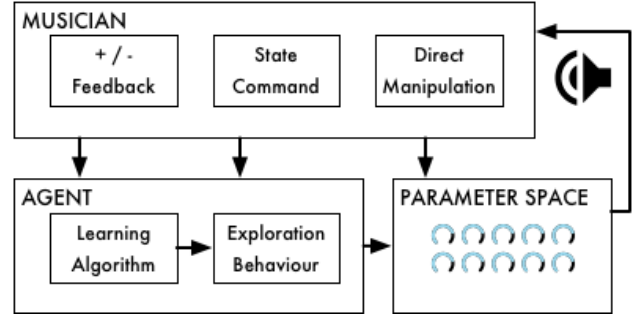 MUSICIAN
+ / -
Feedback
State
Command
Direct
Manipulation
AGENT
Learning
Algorithm
Exploration
Behaviour
PARAMETER SPACE